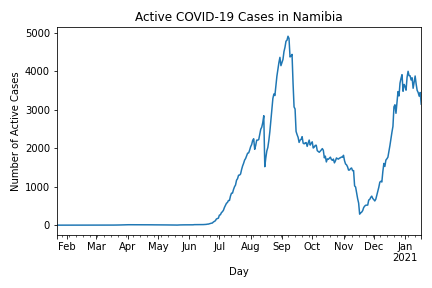 Active COVID-19 Cases in Namibia
5000
4000
3000
2000
1000
0
Number of Active Cases
Feb Mar Apr May Jun Jul Aug Sep Oct Nov Dec Jan
2021
Day